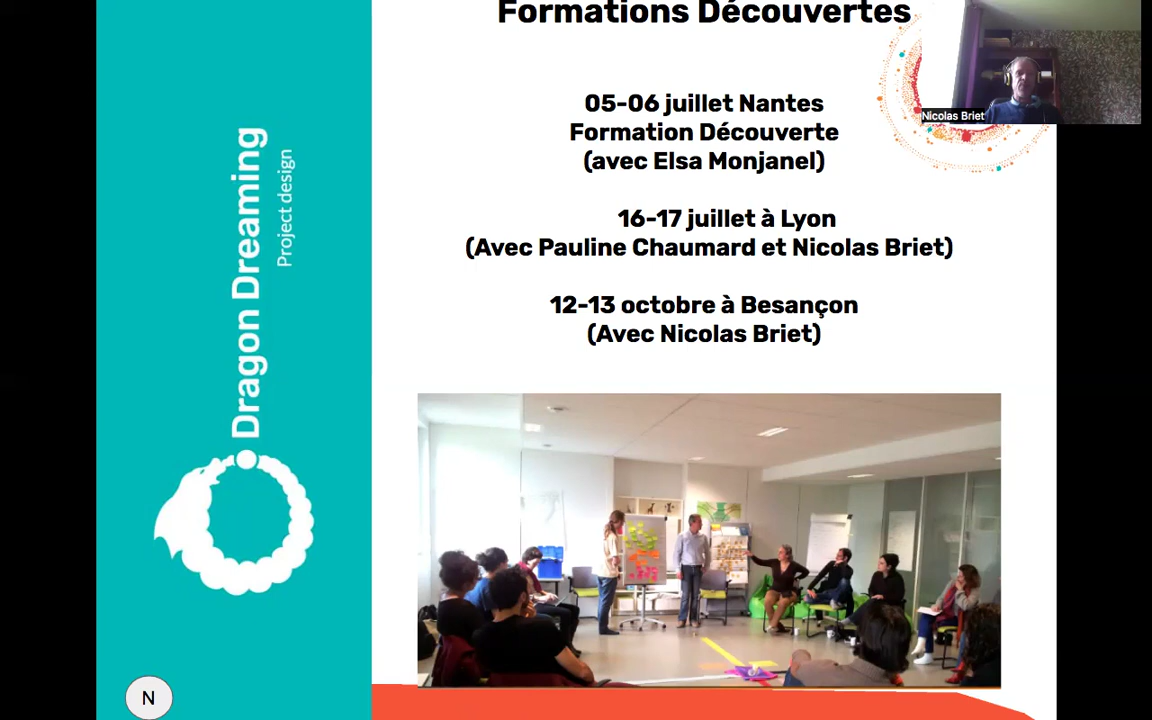 Formations Découvertes
05-06 juillet Nantes
Formation Découverte
(avec Elsa Monjanel)
16-17 juillet à Lyon
(Avec Pauline Chaumard et Nicolas Briet)
12-13 octobre à Besançon
(Avec Nicolas Briet)
Nicolas Briet
Dragon Dreaming
Project design
N